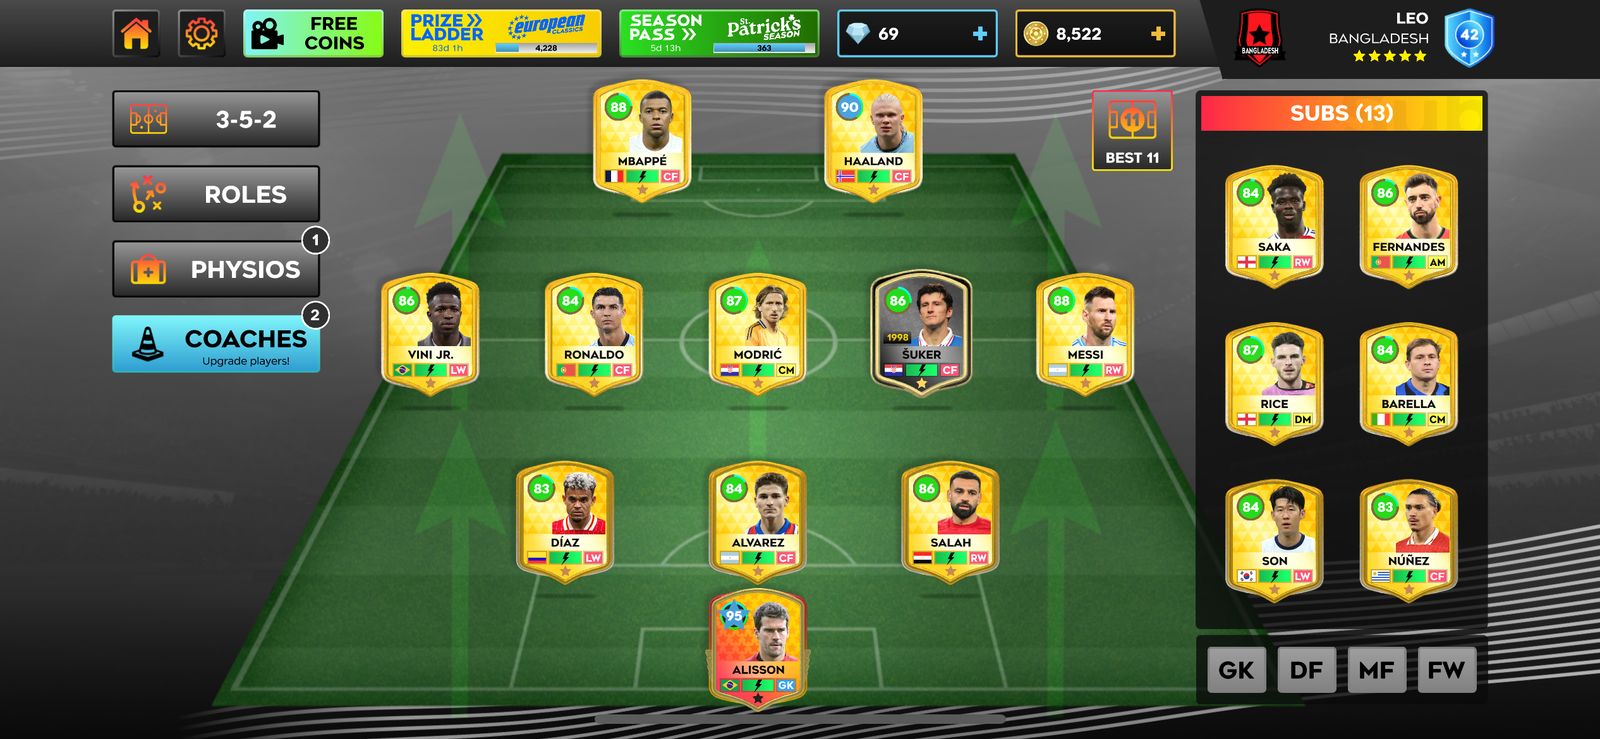 FREE
COINS
PRIZE
LADDER
83d 1h
european
CLASSICS
4,228
SEASON
PASS
5d 13h
St.
Patrick's
SEASON
363
69
8,522
BANGLADESH
LEO
BANGLADESH
42
3-5-2
ROLES
PHYSIOS
1
COACHES
2
Upgrade players!
88
MBAPPÉ
CF
90
HAALAND
CF
11
BEST 11
86
VINI JR.
LW
84
RONALDO
CF
87
MODRIĆ
CM
86
1998
ŠUKER
CF
88
MESSI
RW
83
DÍAZ
LW
84
ALVAREZ
CF
86
SALAH
RW
95
ALISSON
GK
SUBS (13)
84
SAKA
RW
86
FERNANDES
AM
87
RICE
DM
84
BARELLA
CM
84
SON
LW
83
NÚÑEZ
CF
GK
DF
MF
FW